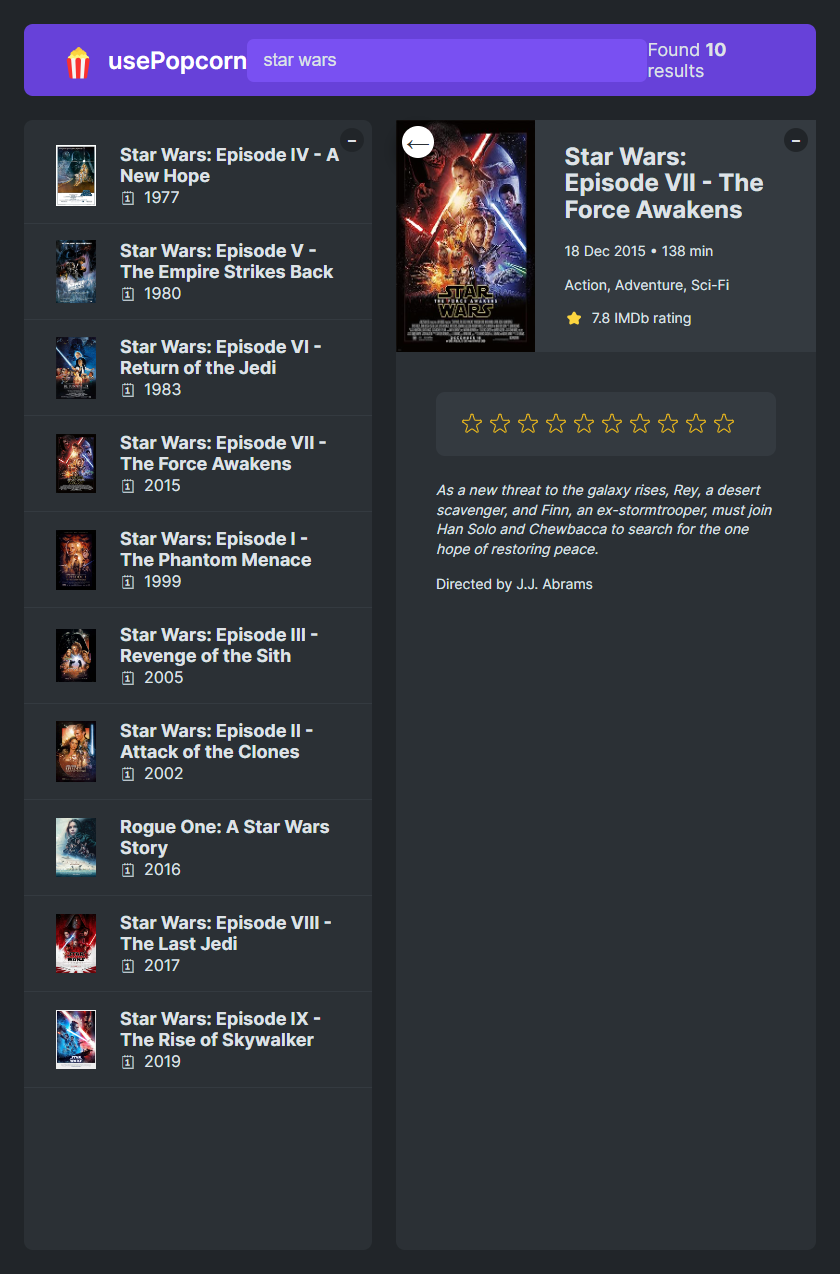 usePopcorn
star wars
Found 10
results
Star Wars: Episode IV - A
New Hope
1977
Star Wars: Episode V -
The Empire Strikes Back
1980
Star Wars: Episode VI -
Return of the Jedi
1983
Star Wars: Episode VII -
The Force Awakens
2015
Star Wars: Episode I -
The Phantom Menace
1999
Star Wars: Episode III -
Revenge of the Sith
2005
Star Wars: Episode II -
Attack of the Clones
2002
Rogue One: A Star Wars
Story
2016
Star Wars: Episode VIII -
The Last Jedi
2017
Star Wars: Episode IX -
The Rise of Skywalker
2019
STAR
THE FORCE AWAKENS
WARS
Star Wars:
Episode VII - The
Force Awakens
18 Dec 2015 • 138 min
Action, Adventure, Sci-Fi
7.8 IMDb rating
As a new threat to the galaxy rises, Rey, a desert
scavenger, and Finn, an ex-stormtrooper, must join
Han Solo and Chewbacca to search for the one
hope of restoring peace.
Directed by J.J. Abrams